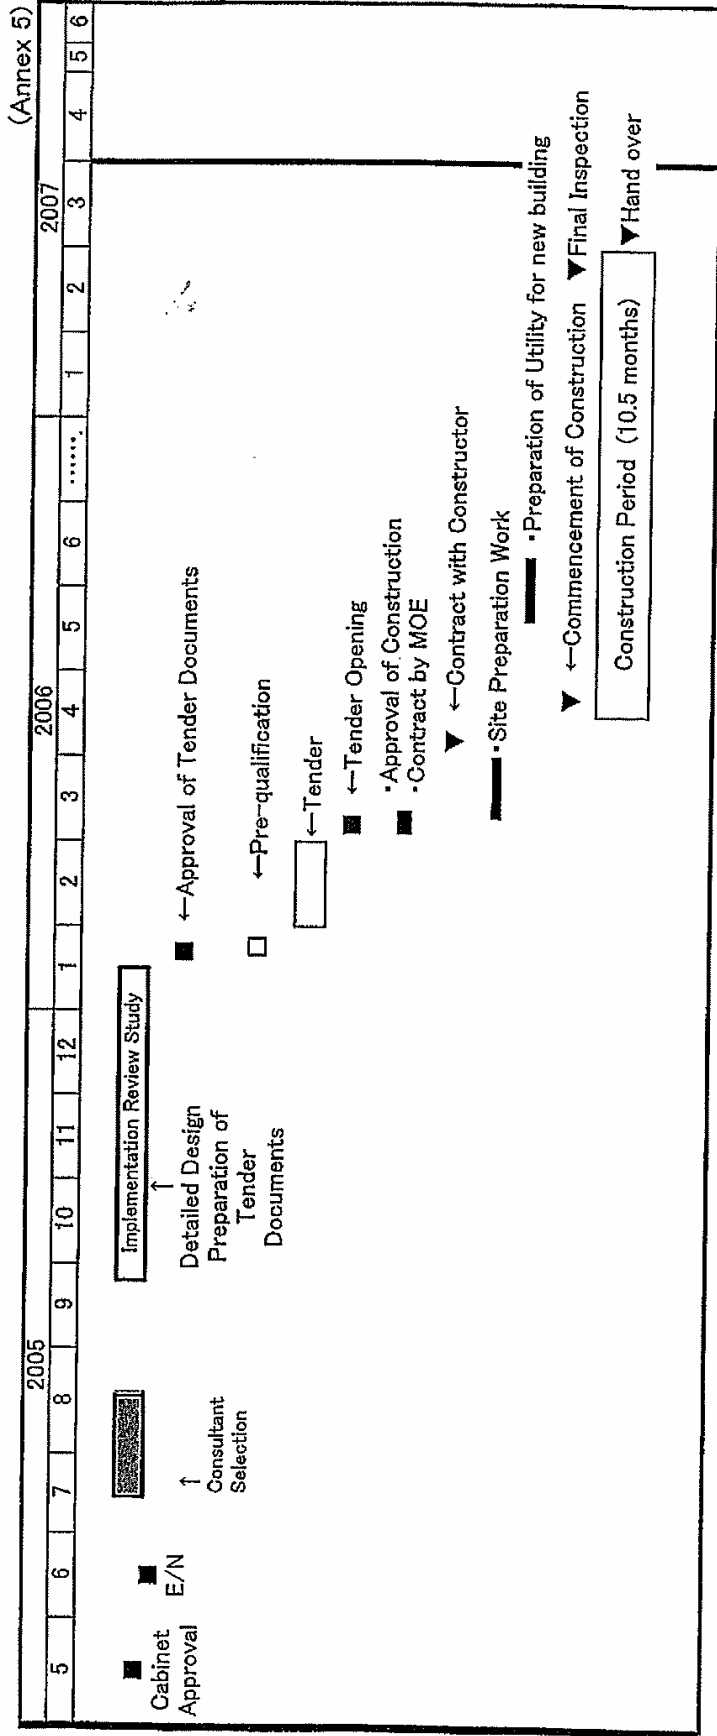 (Annex 5)
2005 2006 2007
5 6 7 8 9 10 11 12 1 2 3 4 5 6 ...... 1 2 3 4 5 6
Cabinet
Approval
E/N
↑
Consultant
Selection
Implementation Review Study
↑
Detailed Design
Preparation of
Tender
Documents
←Approval of Tender Documents
←Pre-qualification
←Tender
←Tender Opening
・Approval of Construction
・Contract by MOE
▼ ←Contract with Constructor
・Site Preparation Work
・Preparation of Utility for new building
▼ ←Commencement of Construction ▼Final Inspection
Construction Period (10.5 months)
▼Hand over